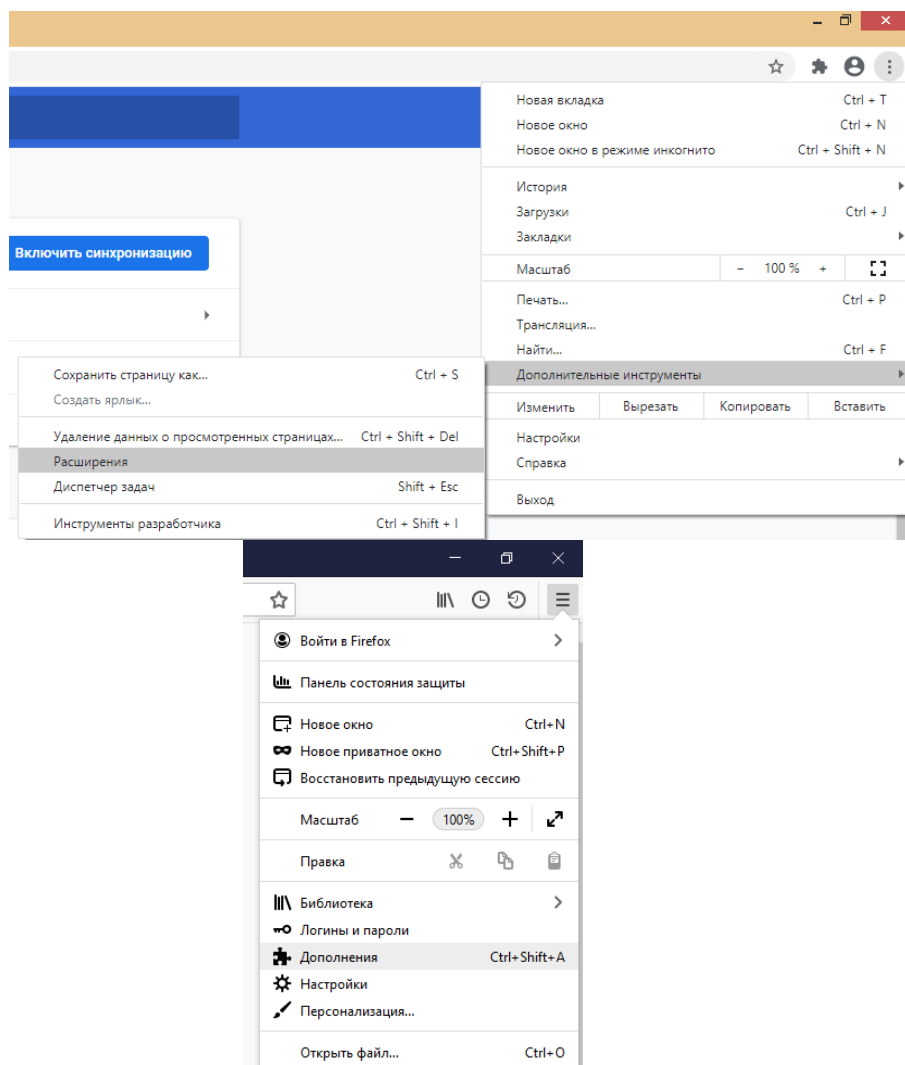 Новая вкладка Ctrl + T
Новое окно Ctrl + N
Новое окно в режиме инкогнито Ctrl + Shift + N
История
Загрузки Ctrl + J
Закладки
Масштаб - 100 % +
Печать... Ctrl + P
Трансляция...
Найти... Ctrl + F
Дополнительные инструменты
Изменить Вырезать Копировать Вставить
Настройки
Справка
Выход
Включить синхронизацию
Сохранить страницу как... Ctrl + S
Создать ярлык...
Удаление данных о просмотренных страницах... Ctrl + Shift + Del
Расширения
Диспетчер задач Shift + Esc
Инструменты разработчика Ctrl + Shift + I
Войти в Firefox
Панель состояния защиты
Новое окно Ctrl+N
Новое приватное окно Ctrl+Shift+P
Восстановить предыдущую сессию
Масштаб 100%
Правка
Библиотека
Логины и пароли
Дополнения Ctrl+Shift+A
Настройки
Персонализация...
Открыть файл... Ctrl+O